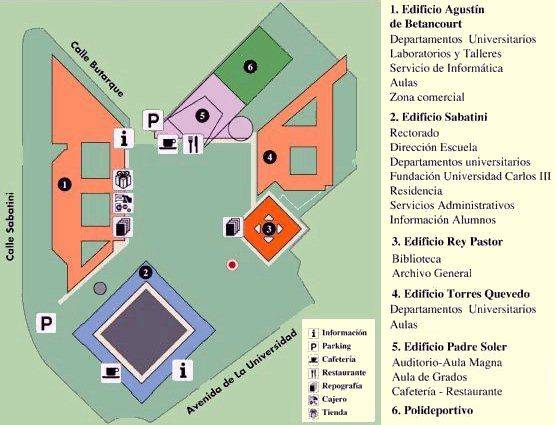 Calle Butarque
Calle Sabatini
Avenida de La Universidad
1
2
3
4
5
6
P
P
i
i
i Información
P Parking
Cafetería
Restaurante
Repografía
Cajero
Tienda
1. Edificio Agustín
de Betancourt
Departamentos Universitarios
Laboratorios y Talleres
Servicio de Informática
Aulas
Zona comercial
2. Edificio Sabatini
Rectorado
Dirección Escuela
Departamentos universitarios
Fundación Universidad Carlos III
Residencia
Servicios Administrativos
Información Alumnos
3. Edificio Rey Pastor
Biblioteca
Archivo General
4. Edificio Torres Quevedo
Departamentos Universitarios
Aulas
5. Edificio Padre Soler
Auditorio-Aula Magna
Aula de Grados
Cafetería - Restaurante
6. Polideportivo